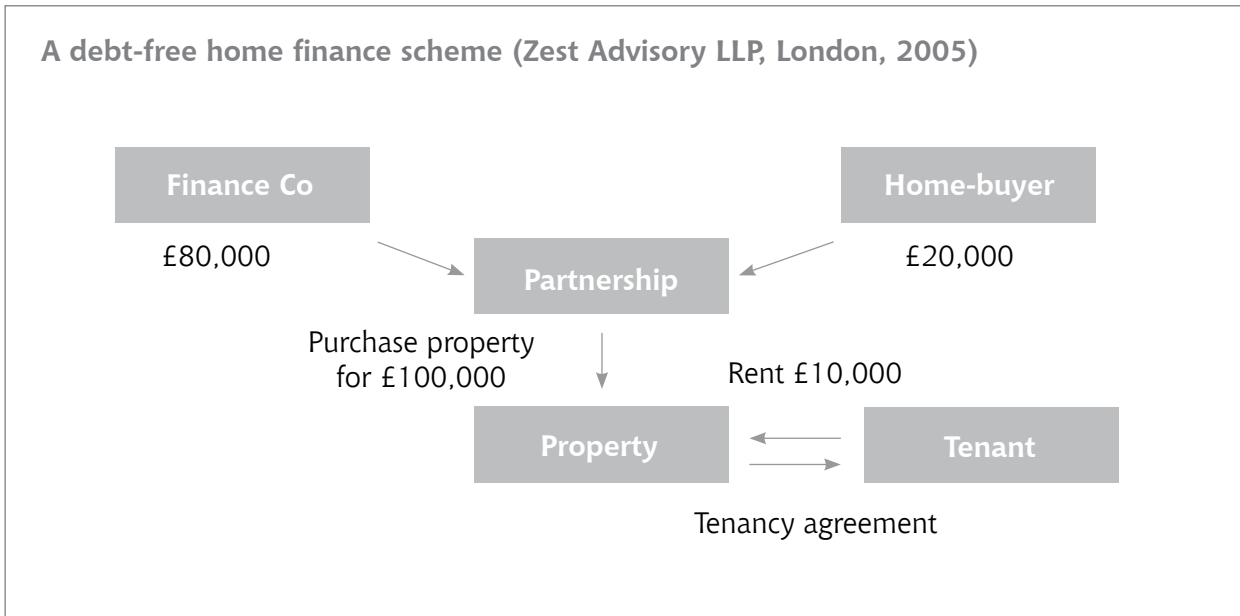 A debt-free home finance scheme (Zest Advisory LLP, London, 2005)
Finance Co
Home-buyer
£80,000
£20,000
Partnership
Purchase property
for £100,000
Rent £10,000
Property
Tenant
Tenancy agreement